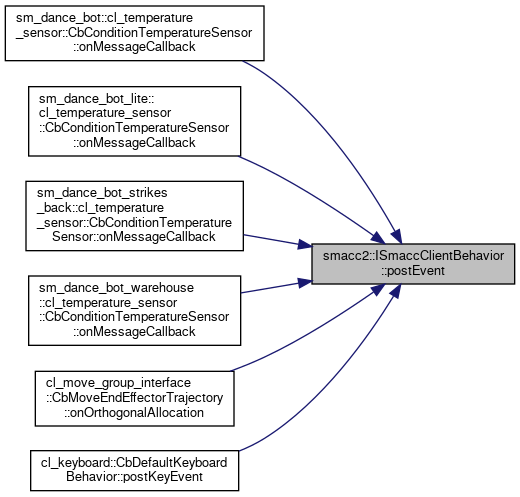 sm_dance_bot::cl_temperature
_sensor::CbConditionTemperatureSensor
::onMessageCallback
sm_dance_bot_lite::
cl_temperature_sensor
::CbConditionTemperatureSensor
::onMessageCallback
sm_dance_bot_strikes
_back::cl_temperature
_sensor::CbConditionTemperature
Sensor::onMessageCallback
smacc2::ISmaccClientBehavior
::postEvent
sm_dance_bot_warehouse
::cl_temperature_sensor
::CbConditionTemperatureSensor
::onMessageCallback
cl_move_group_interface
::CbMoveEndEffectorTrajectory
::onOrthogonalAllocation
cl_keyboard::CbDefaultKeyboard
Behavior::postKeyEvent